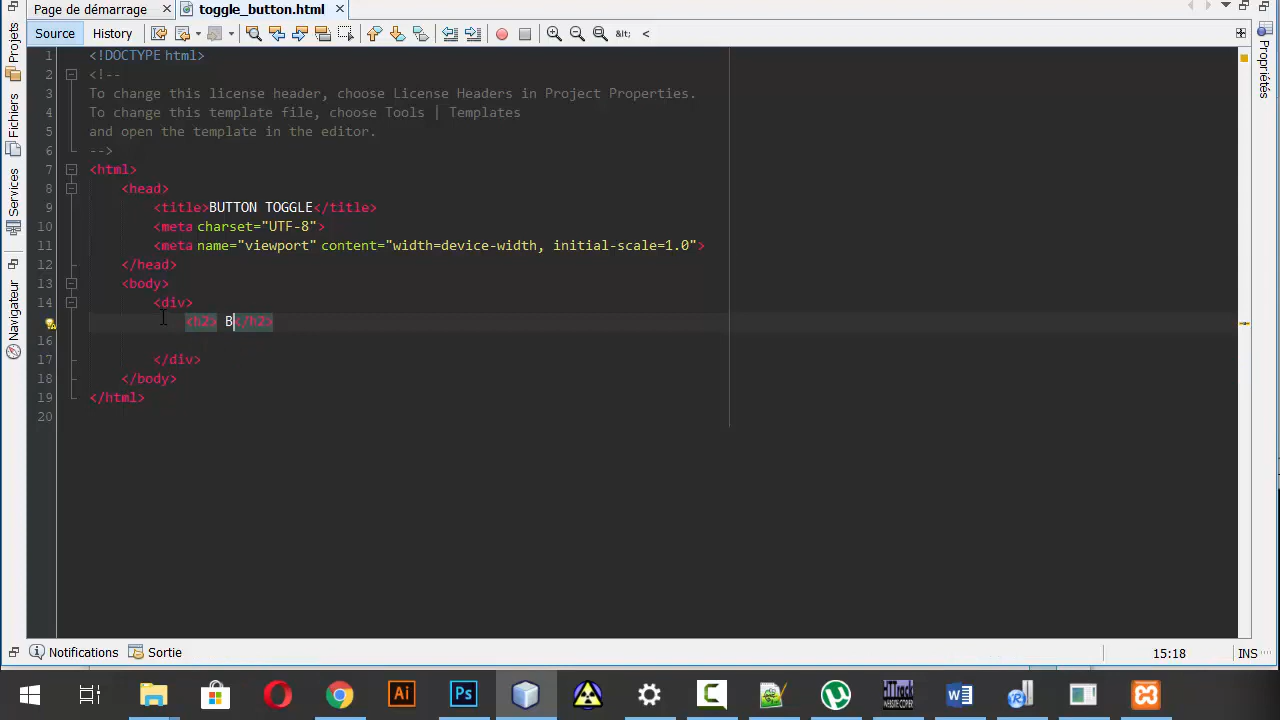 Page de démarrage × toggle_button.html ×
Source History &lt; <
1 <!DOCTYPE html>
2 <!--
3 To change this license header, choose License Headers in Project Properties.
4 To change this template file, choose Tools | Templates
5 and open the template in the editor.
6 -->
7 <html>
8 <head>
9 <title>BUTTON TOGGLE</title>
10 <meta charset="UTF-8">
11 <meta name="viewport" content="width=device-width, initial-scale=1.0">
12 </head>
13 <body>
14 <div>
<h2> B</h2>
16
17 </div>
18 </body>
19 </html>
20
Projets
Fichiers
Services
Navigateur
Propriétés
Notifications Sortie 15:18 INS
Ai Ps C W